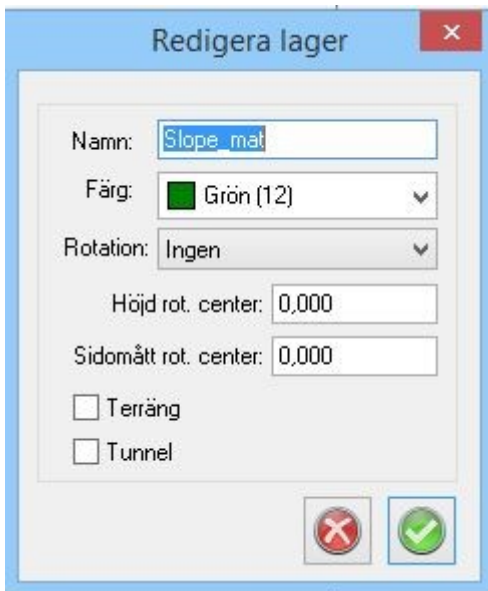 Redigera lager
Namn: Slope_mat
Färg: Grön (12)
Rotation: Ingen
Höjd rot. center: 0,000
Sidomått rot. center: 0,000
Terräng
Tunnel